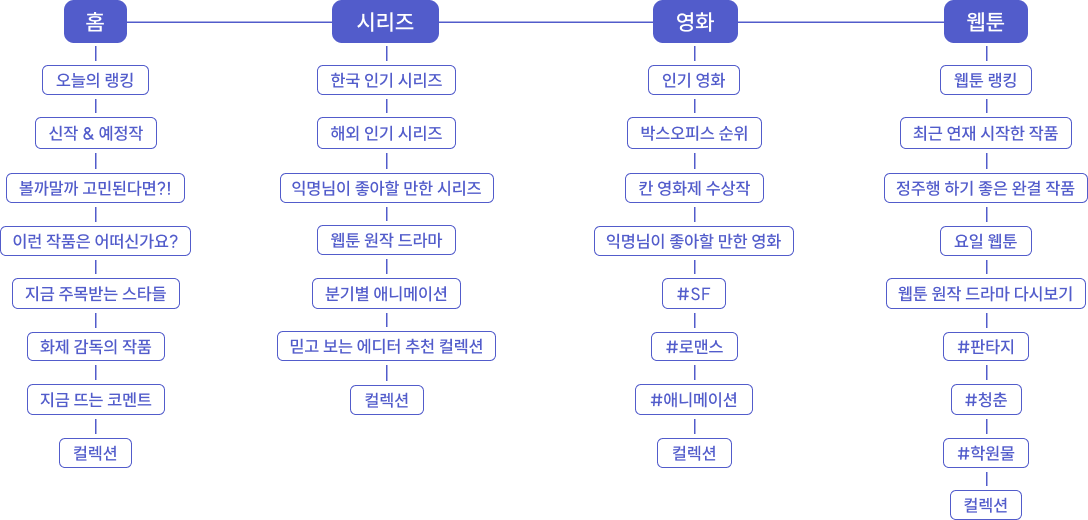 홈
오늘의 랭킹
신작 & 예정작
볼까말까 고민된다면?!
이런 작품은 어떠신가요?
지금 주목받는 스타들
화제 감독의 작품
지금 뜨는 코멘트
컬렉션
시리즈
한국 인기 시리즈
해외 인기 시리즈
익명님이 좋아할 만한 시리즈
웹툰 원작 드라마
분기별 애니메이션
믿고 보는 에디터 추천 컬렉션
컬렉션
영화
인기 영화
박스오피스 순위
칸 영화제 수상작
익명님이 좋아할 만한 영화
#SF
#로맨스
#애니메이션
컬렉션
웹툰
웹툰 랭킹
최근 연재 시작한 작품
정주행 하기 좋은 완결 작품
요일 웹툰
웹툰 원작 드라마 다시보기
#판타지
#청춘
#학원물
컬렉션